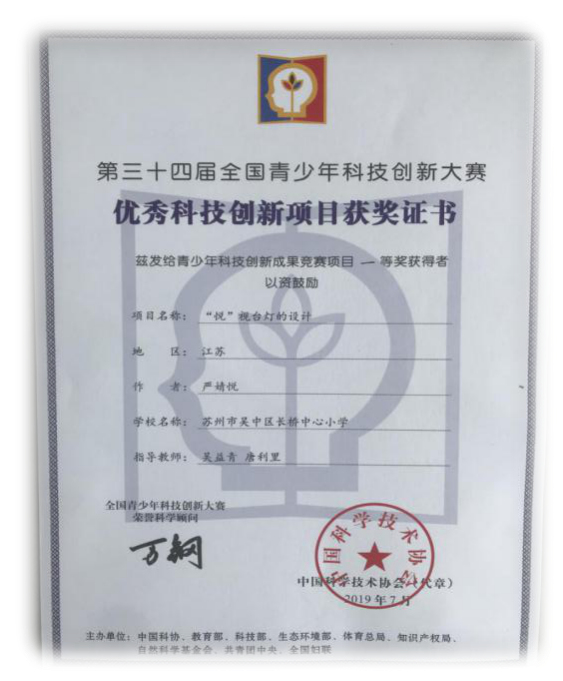 第三十四届全国青少年科技创新大赛
优秀科技创新项目获奖证书
兹发给青少年科技创新成果竞赛项目 一 等奖获得者
以资鼓励
项目名称： “悦”视台灯的设计
地 区： 江苏
作 者： 严婧悦
学校名称： 苏州市吴中区长桥中心小学
指导教师： 吴益青 唐利里
全国青少年科技创新大赛
荣誉科学顾问
万钢
中国科学技术协会
中国科学技术协会（代章）
2019年7月
主办单位：中国科协、教育部、科技部、生态环境部、体育总局、知识产权局、
自然科学基金会、共青团中央、全国妇联